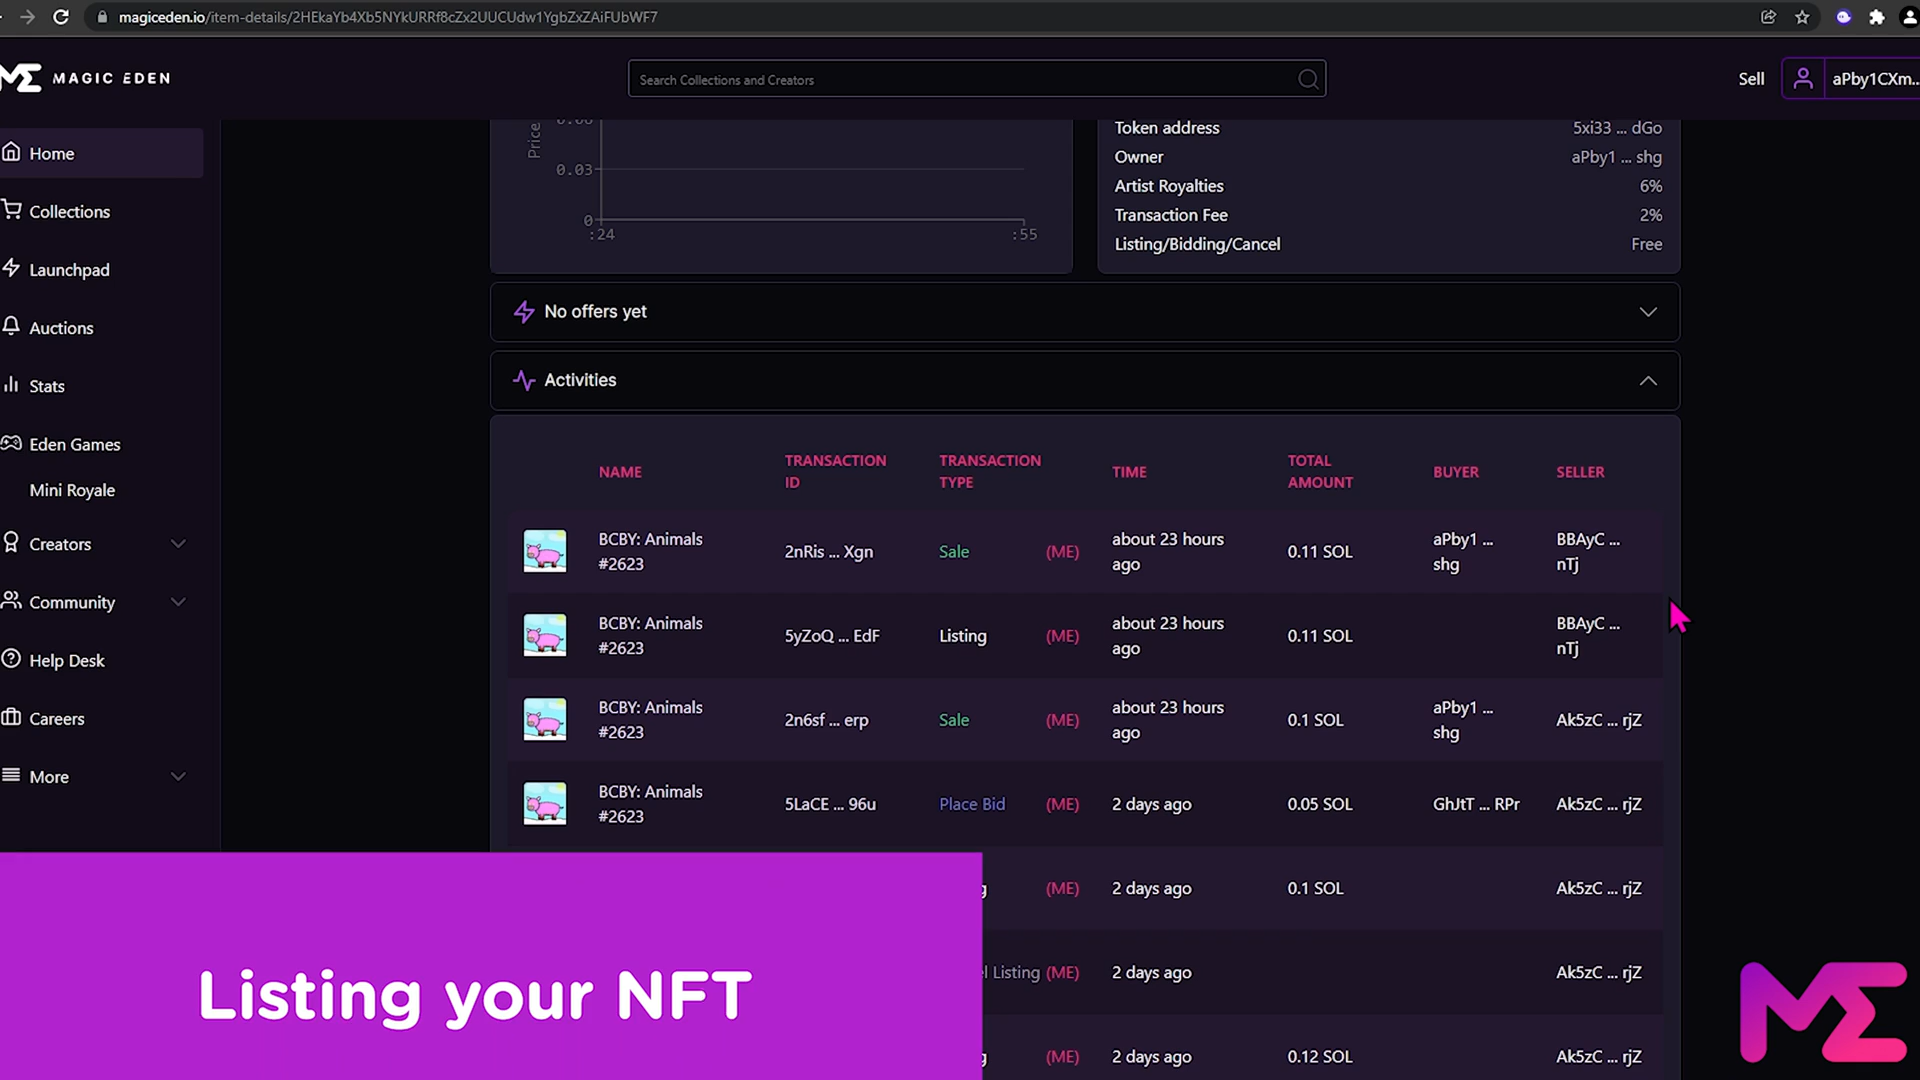 magiceden.io/item-details/2HEkaYb4Xb5NYkURRf8cZx2UUCUdw1YgbZxZAiFUbWF7
MAGIC EDEN
Search Collections and Creators
Sell
aPby1CXm...
Home
Collections
Launchpad
Auctions
Stats
Eden Games
Mini Royale
Creators
Community
Help Desk
Careers
More
Price
0.03
0
:24
:55
Token address 5xi33 ... dGo
Owner aPby1 ... shg
Artist Royalties 6%
Transaction Fee 2%
Listing/Bidding/Cancel Free
No offers yet
Activities
NAME
TRANSACTION
ID
TRANSACTION
TYPE
TIME
TOTAL
AMOUNT
BUYER
SELLER
BCBY: Animals
#2623
2nRis ... Xgn
Sale
(ME)
about 23 hours
ago
0.11 SOL
aPby1 ...
shg
BBAyC ...
nTj
BCBY: Animals
#2623
5yZoQ ... EdF
Listing
(ME)
about 23 hours
ago
0.11 SOL
BBAyC ...
nTj
BCBY: Animals
#2623
2n6sf ... erp
Sale
(ME)
about 23 hours
ago
0.1 SOL
aPby1 ...
shg
Ak5zC ... rjZ
BCBY: Animals
#2623
5LaCE ... 96u
Place Bid
(ME)
2 days ago
0.05 SOL
GhJtT ... RPr
Ak5zC ... rjZ
g
(ME)
2 days ago
0.1 SOL
Ak5zC ... rjZ
el Listing (ME)
2 days ago
Ak5zC ... rjZ
g
(ME)
2 days ago
0.12 SOL
Ak5zC ... rjZ
Listing your NFT
ME